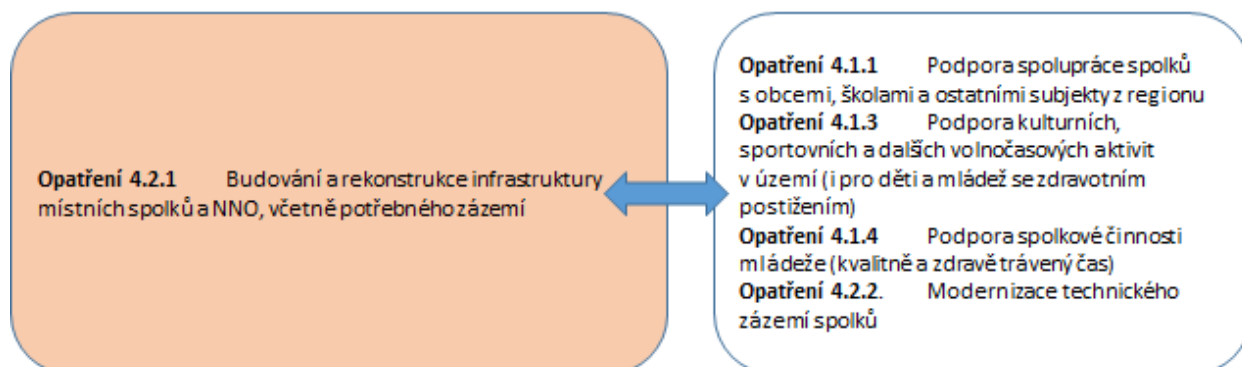 Opatření 4.2.1 Budování a rekonstrukce infrastruktury
místních spolků a NNO, včetně potřebného zázemí
Opatření 4.1.1 Podpora spolupráce spolků
s obcemi, školami a ostatními subjekty z regionu
Opatření 4.1.3 Podpora kulturních,
sportovních a dalších volnočasových aktivit
v území (i pro děti a mládež se zdravotním
postižením)
Opatření 4.1.4 Podpora spolkové činnosti
mládeže (kvalitně a zdravě trávený čas)
Opatření 4.2.2. Modernizace technického
zázemí spolků